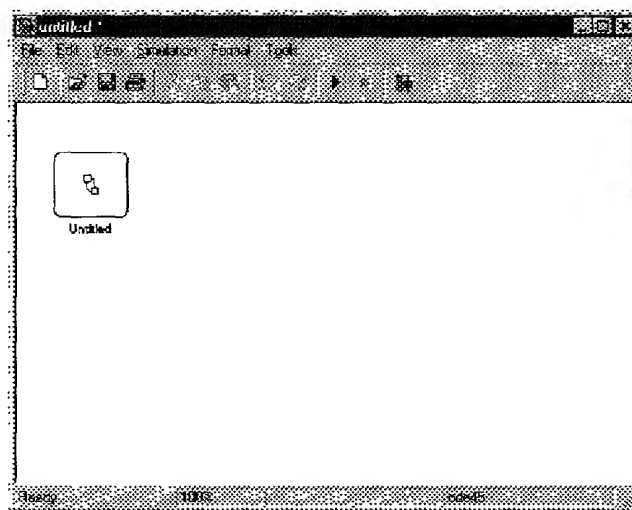 untitled *
File Edit View Simulation Format Tools
Untitled
Ready 100% ode45